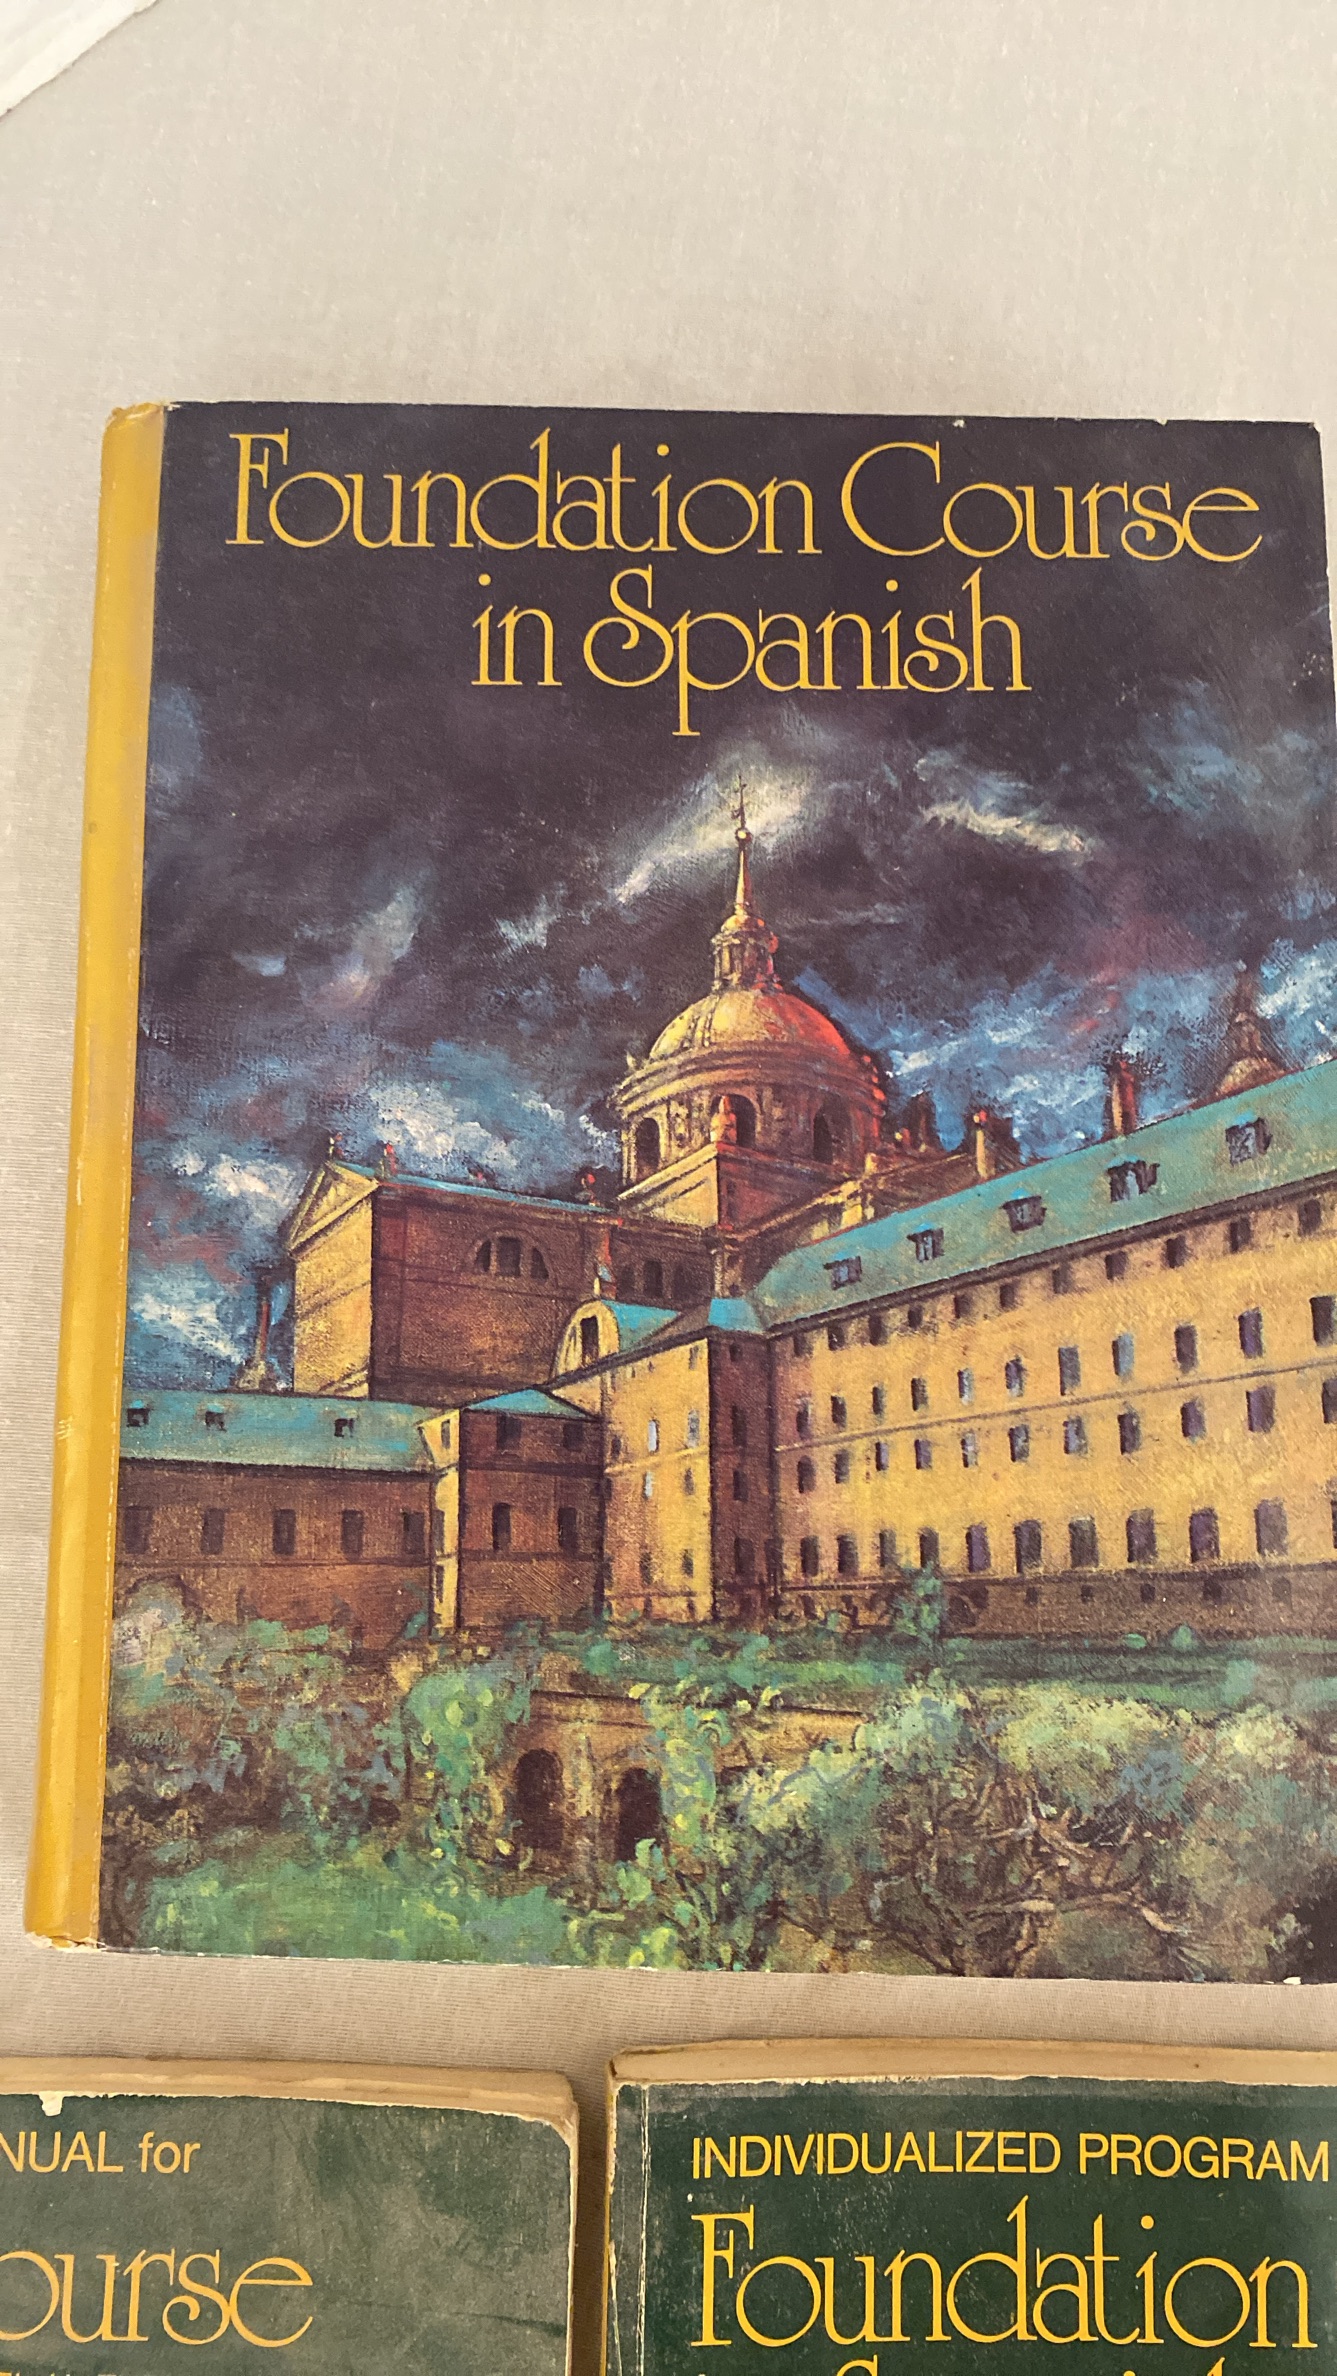 Foundation Course
in Spanish
NUAL for
ourse
INDIVIDUALIZED PROGRAM
Foundation